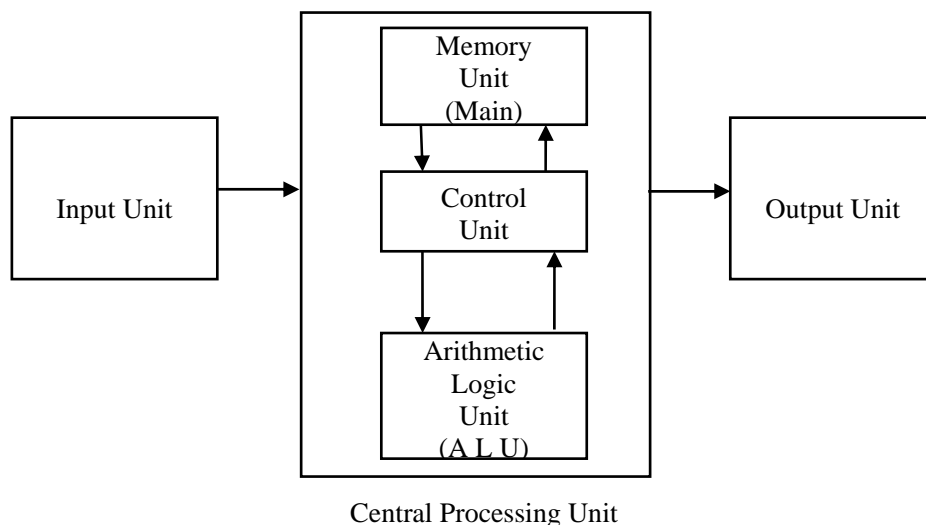 Memory
Unit
(Main)
Input Unit
Control
Unit
Output Unit
Arithmetic
Logic
Unit
(A L U)
Central Processing Unit